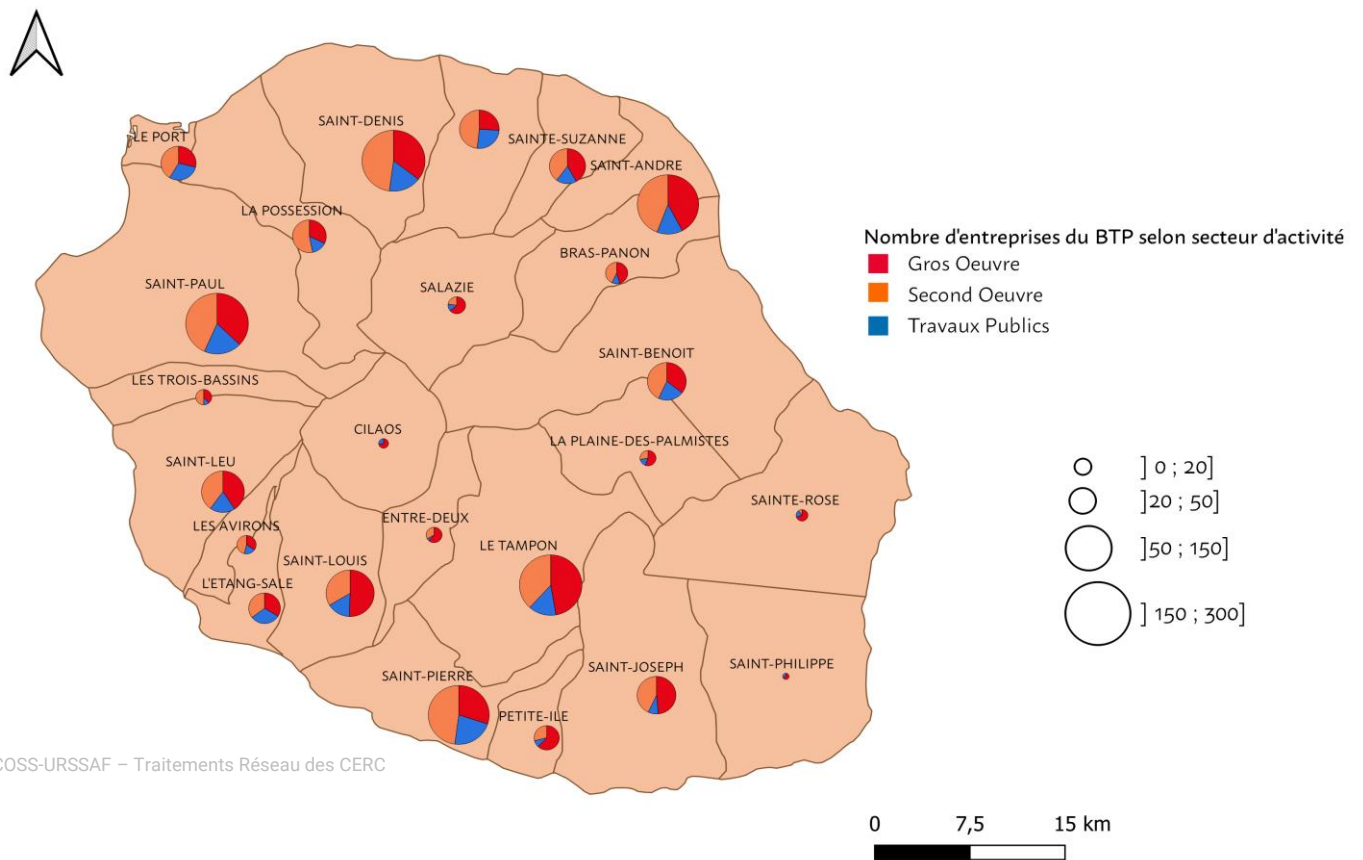 SAINT-DENIS
LE PORT
SAINTE-SUZANNE
SAINT-ANDRE
LA POSSESSION
BRAS-PANON
SAINT-PAUL
SALAZIE
Nombre d'entreprises du BTP selon secteur d'activité
Gros Oeuvre
Second Oeuvre
Travaux Publics
SAINT-BENOIT
LES TROIS-BASSINS
CILAOS
LA PLAINE-DES-PALMISTES
SAINT-LEU
SAINTE-ROSE
LES AVIRONS
ENTRE-DEUX
LE TAMPON
SAINT-LOUIS
L'ETANG-SALE
] 0 ; 20]
]20 ; 50]
]50 ; 150]
] 150 ; 300]
SAINT-PIERRE
SAINT-JOSEPH
SAINT-PHILIPPE
PETITE-ILE
COSS-URSSAF – Traitements Réseau des CERC
0 7,5 15 km